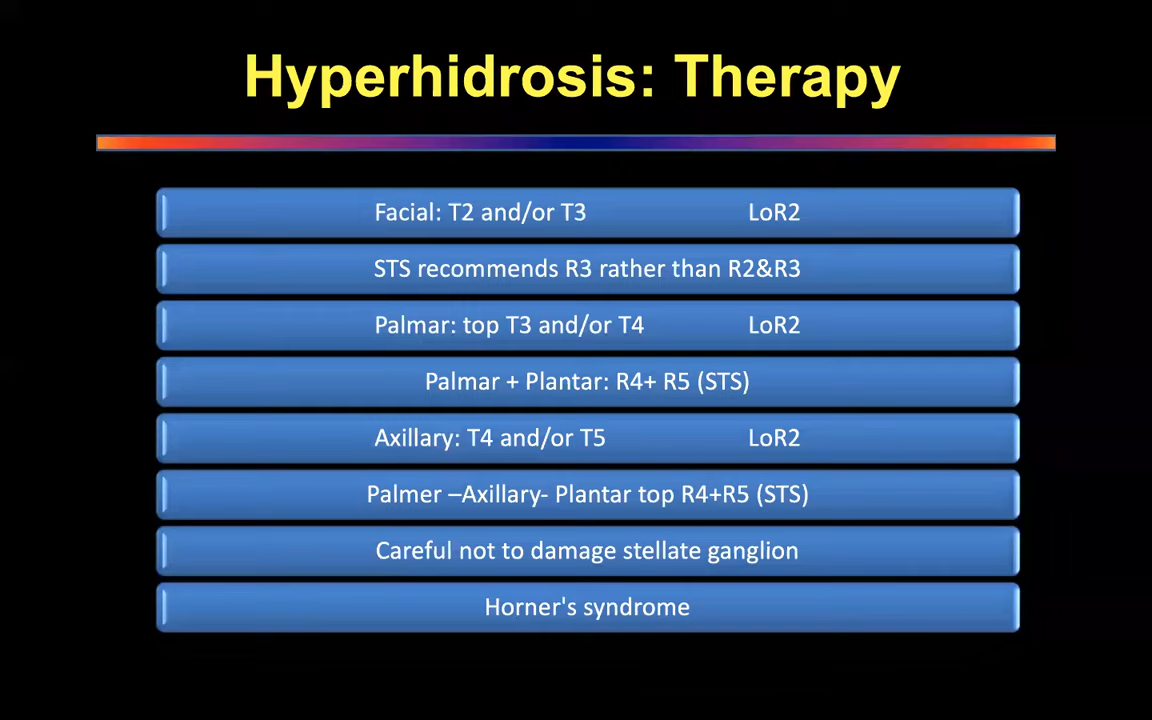 Hyperhidrosis: Therapy
Facial: T2 and/or T3 LoR2
STS recommends R3 rather than R2&R3
Palmar: top T3 and/or T4 LoR2
Palmar + Plantar: R4+ R5 (STS)
Axillary: T4 and/or T5 LoR2
Palmer –Axillary- Plantar top R4+R5 (STS)
Careful not to damage stellate ganglion
Horner's syndrome